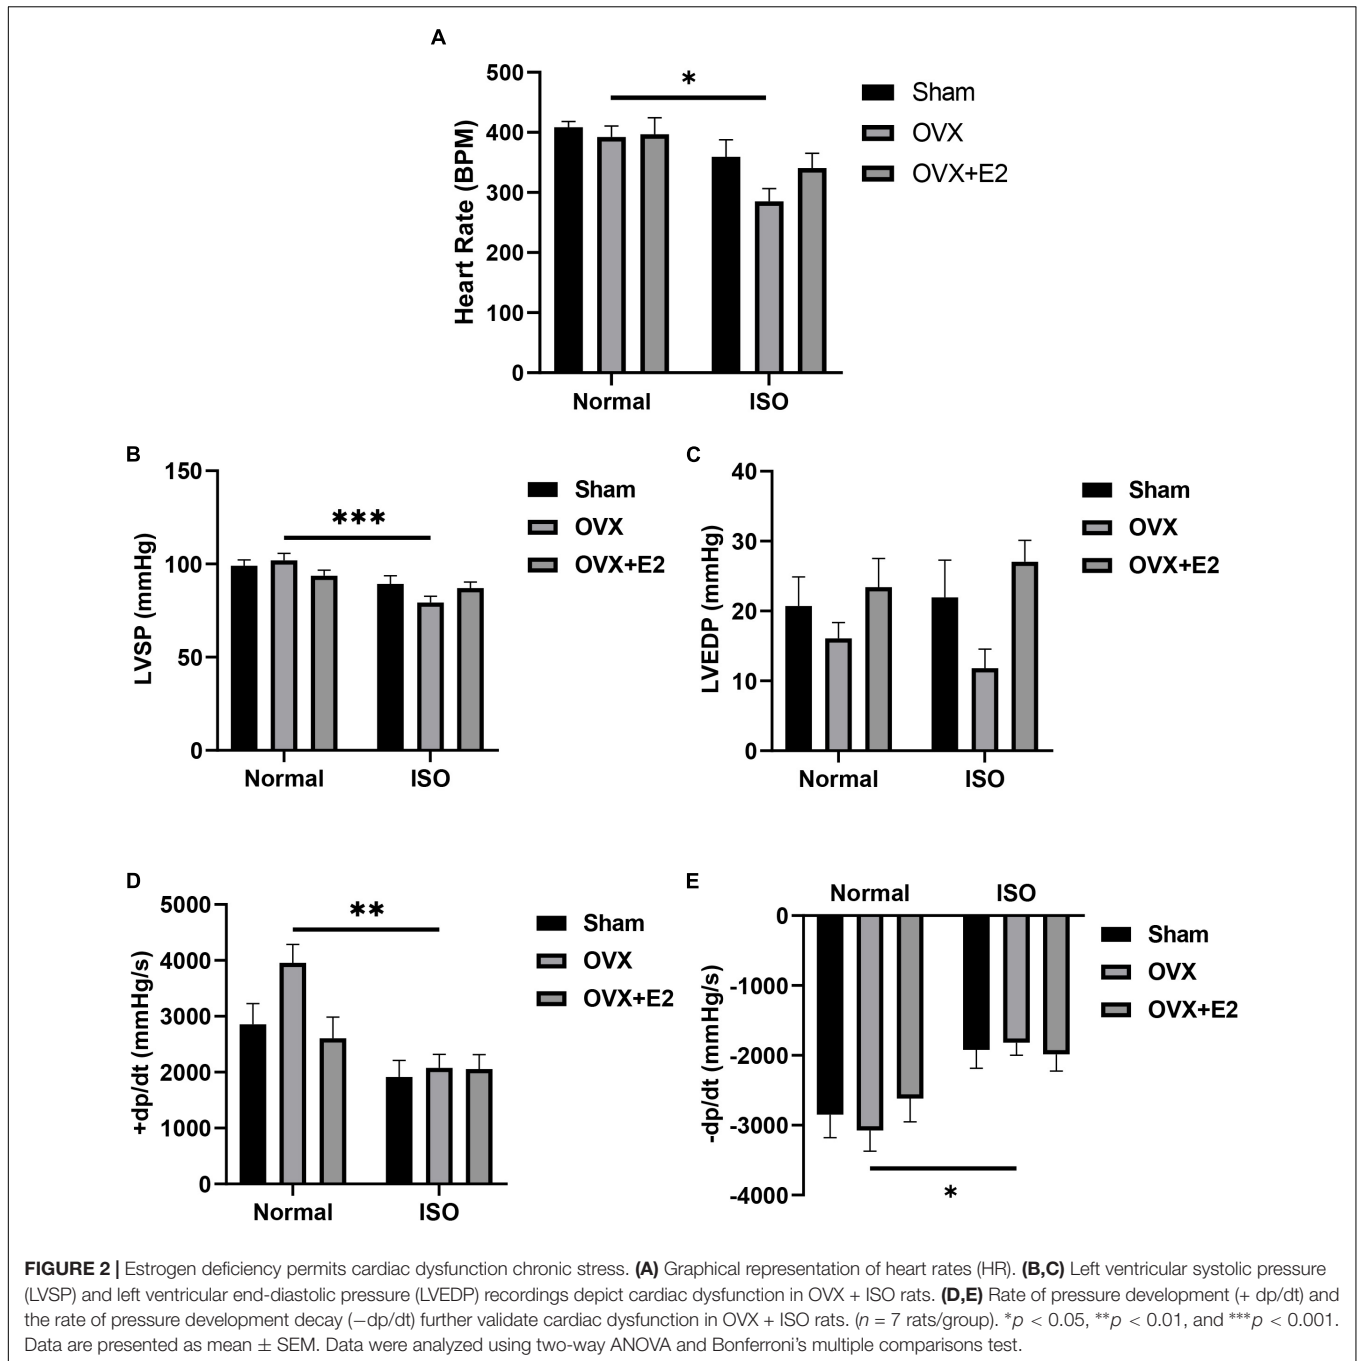 A
*
500
400
300
200
100
0
Heart Rate (BPM)
Normal
ISO
Sham
OVX
OVX+E2
B
***
150
100
50
0
LVSP (mmHg)
Normal
ISO
Sham
OVX
OVX+E2
C
40
30
20
10
0
LVEDP (mmHg)
Normal
ISO
Sham
OVX
OVX+E2
D
**
5000
4000
3000
2000
1000
0
+dp/dt (mmHg/s)
Normal
ISO
Sham
OVX
OVX+E2
E
Normal
ISO
0
-1000
-2000
-3000
-4000
-dp/dt (mmHg/s)
*
Sham
OVX
OVX+E2
FIGURE 2 | Estrogen deficiency permits cardiac dysfunction chronic stress. (A) Graphical representation of heart rates (HR). (B,C) Left ventricular systolic pressure
(LVSP) and left ventricular end-diastolic pressure (LVEDP) recordings depict cardiac dysfunction in OVX + ISO rats. (D,E) Rate of pressure development (+ dp/dt) and
the rate of pressure development decay (−dp/dt) further validate cardiac dysfunction in OVX + ISO rats. (n = 7 rats/group). *p < 0.05, **p < 0.01, and ***p < 0.001.
Data are presented as mean ± SEM. Data were analyzed using two-way ANOVA and Bonferroni's multiple comparisons test.